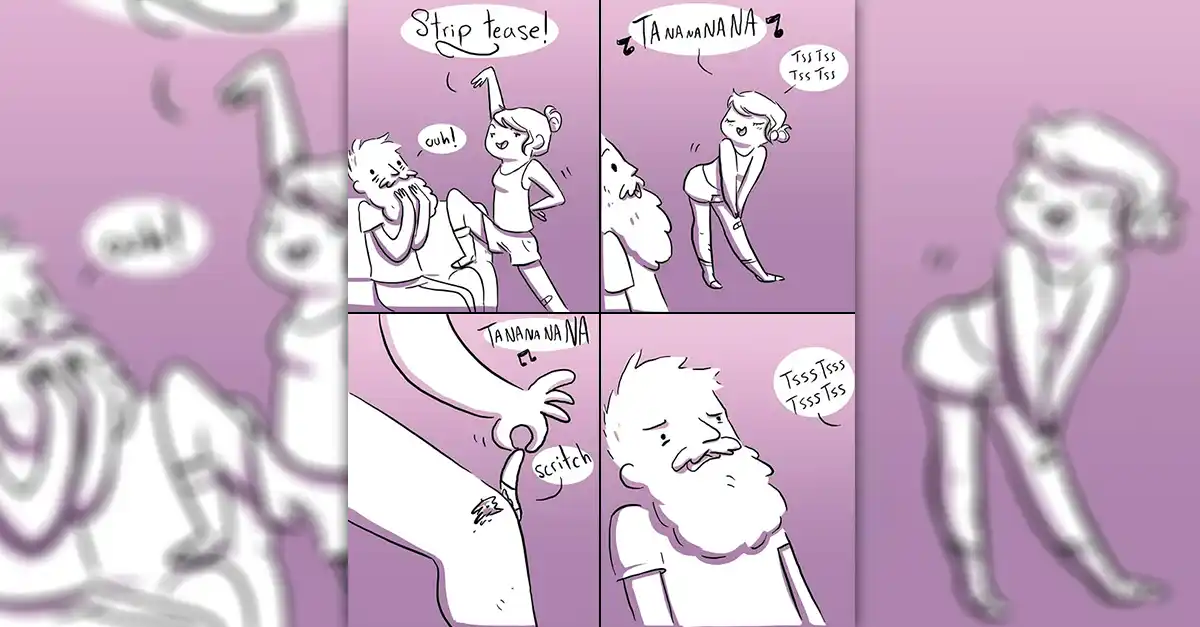 Strip tease!
ouh!
TANANANANA
Tss Tss
Tss Tss
TANANANANA
scritch
Tsss Tsss
Tsss Tss